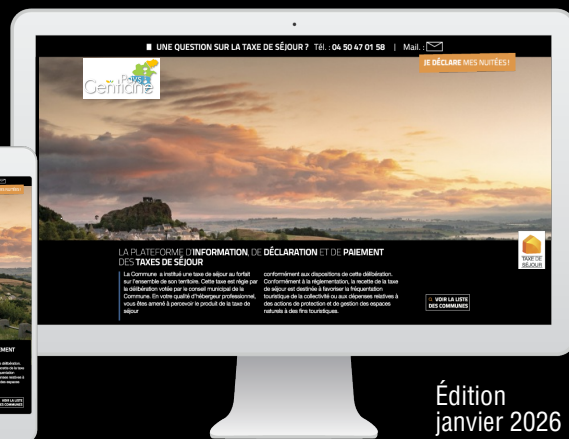 UNE QUESTION SUR LA TAXE DE SÉJOUR ? Tél. : 04 50 47 01 58 | Mail. :
JE DÉCLARE MES NUITÉES !
Pays
Gentiane
LA PLATEFORME D'INFORMATION, DE DÉCLARATION ET DE PAIEMENT
DES TAXES DE SÉJOUR
La Commune a institué une taxe de séjour au forfait
sur l'ensemble de son territoire. Cette taxe est régie par
la délibération votée par le conseil municipal de la
Commune. En votre qualité d'hébergeur professionnel,
vous êtes amené à percevoir le produit de la taxe de
séjour
conformément aux dispositions de cette délibération.
Conformément à la réglementation, la recette de la taxe
de séjour est destinée à favoriser la fréquentation
touristique de la collectivité ou aux dépenses relatives à
des actions de protection et de gestion des espaces
naturels à des fins touristiques.
TAXE DE
SÉJOUR
VOIR LA LISTE
DES COMMUNES
VOIR LA LISTE
DES COMMUNES
Édition
janvier 2026